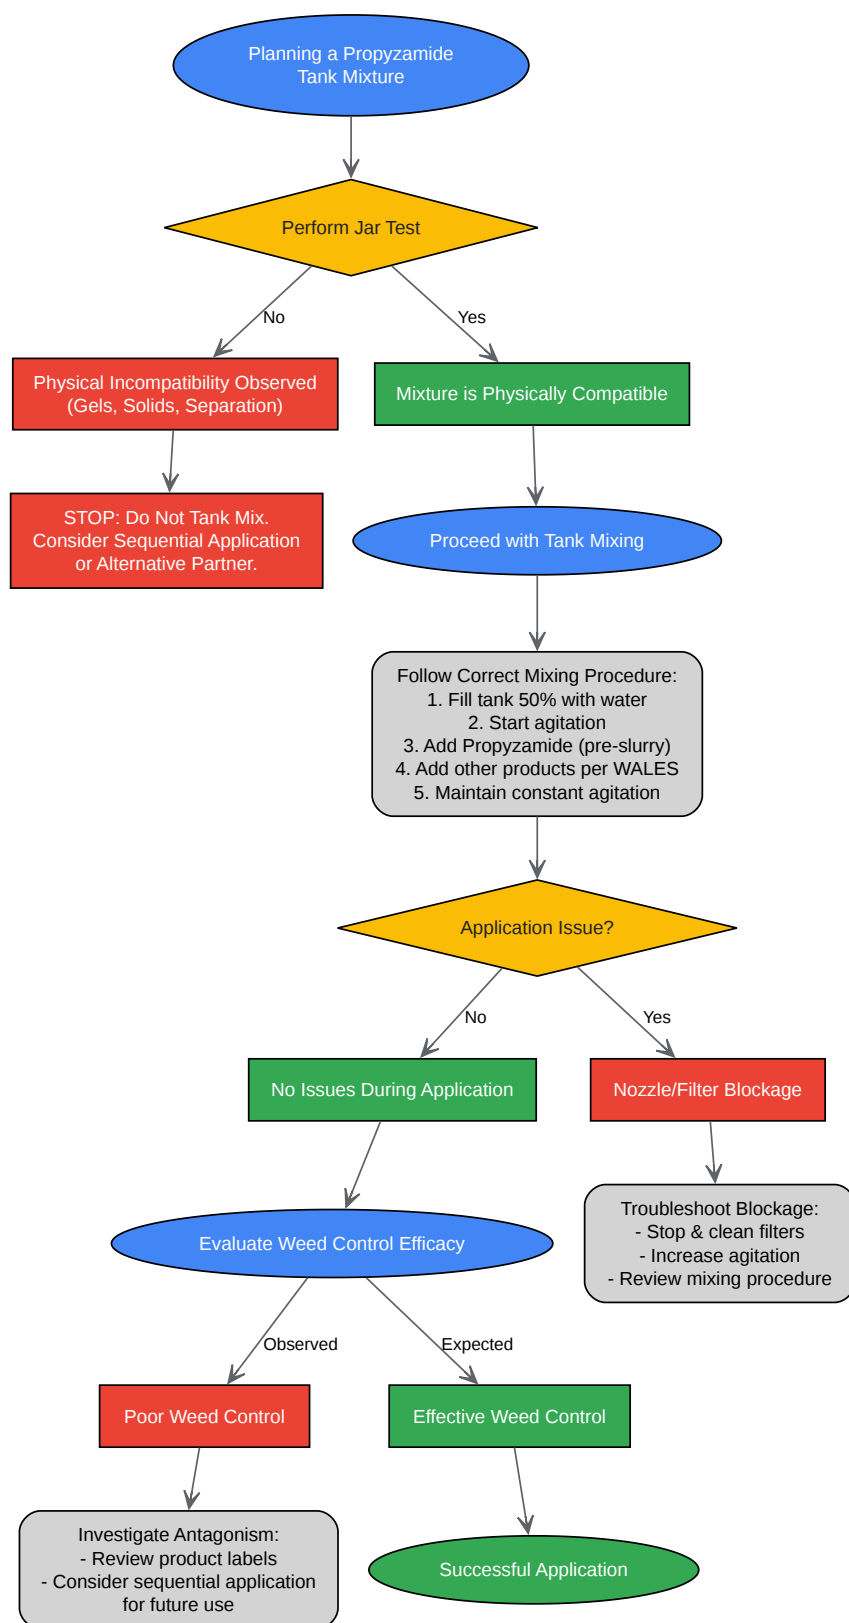 Planning a Propyzamide
Tank Mixture
Perform Jar Test
No
Yes
Physical Incompatibility Observed
(Gels, Solids, Separation)
Mixture is Physically Compatible
STOP: Do Not Tank Mix.
Consider Sequential Application
or Alternative Partner.
Proceed with Tank Mixing
Follow Correct Mixing Procedure:
1. Fill tank 50% with water
2. Start agitation
3. Add Propyzamide (pre-slurry)
4. Add other products per WALES
5. Maintain constant agitation
Application Issue?
No
Yes
No Issues During Application
Nozzle/Filter Blockage
Troubleshoot Blockage:
- Stop & clean filters
- Increase agitation
- Review mixing procedure
Evaluate Weed Control Efficacy
Observed
Expected
Poor Weed Control
Effective Weed Control
Investigate Antagonism:
- Review product labels
- Consider sequential application
for future use
Successful Application